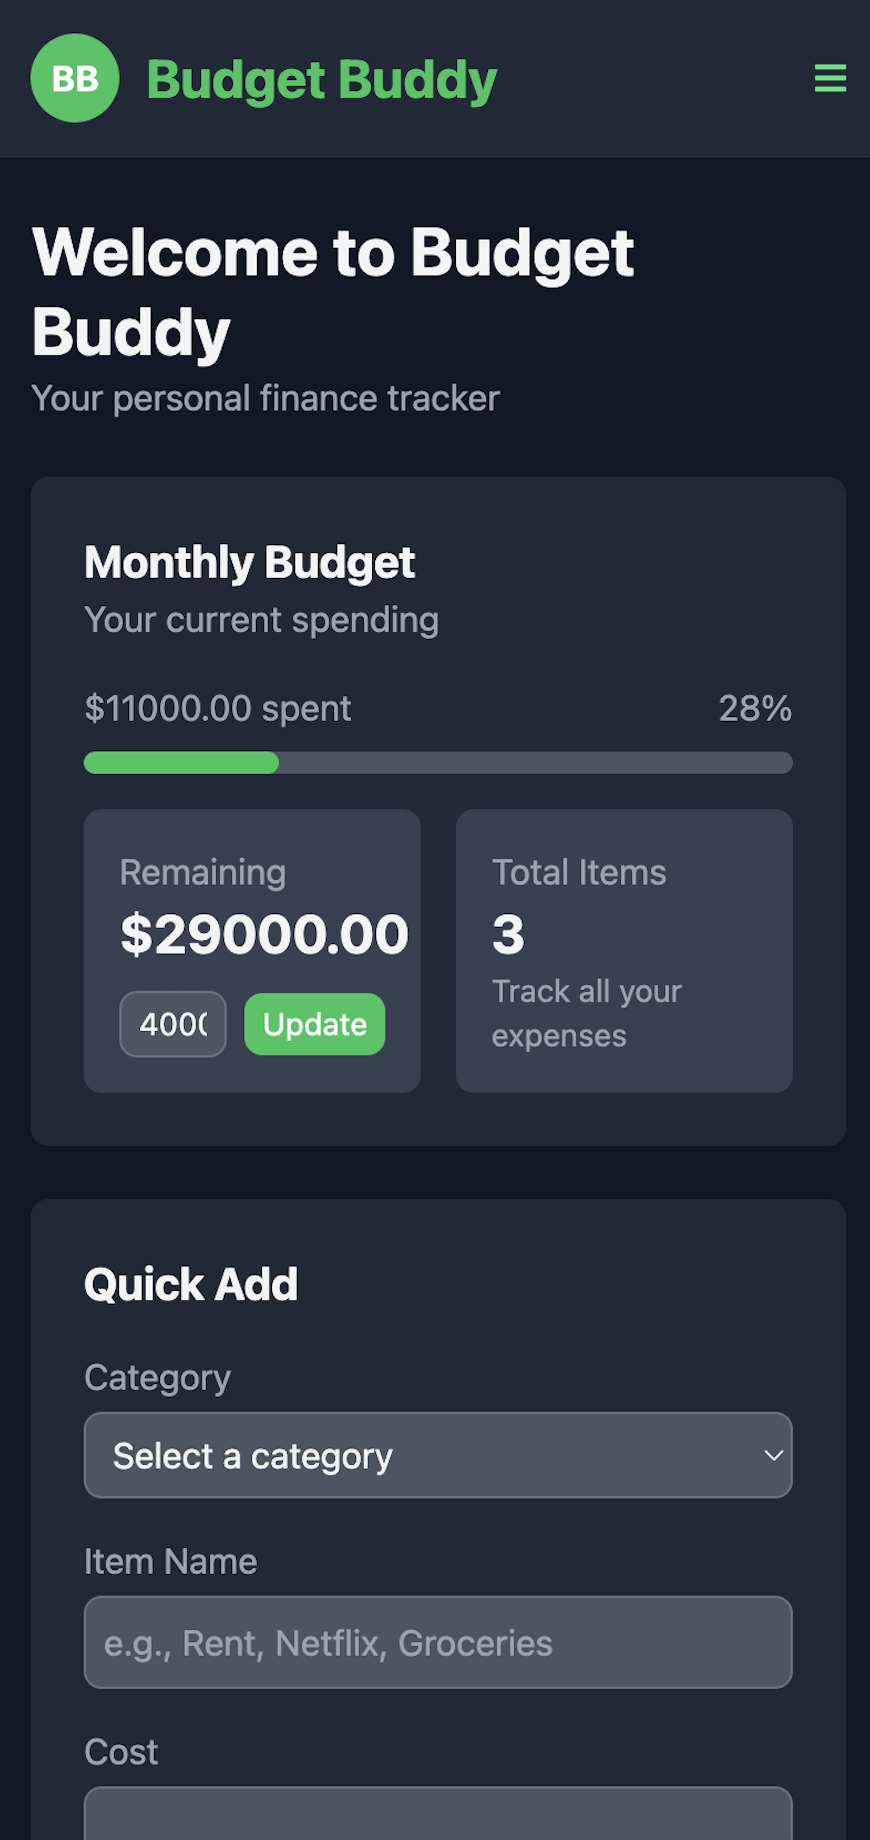 BB
Budget Buddy
Welcome to Budget
Buddy
Your personal finance tracker
Monthly Budget
Your current spending
$11000.00 spent
28%
Remaining
$29000.00
Update
Total Items
3
Track all your
expenses
Quick Add
Category
Select a category
Item Name
e.g., Rent, Netflix, Groceries
Cost